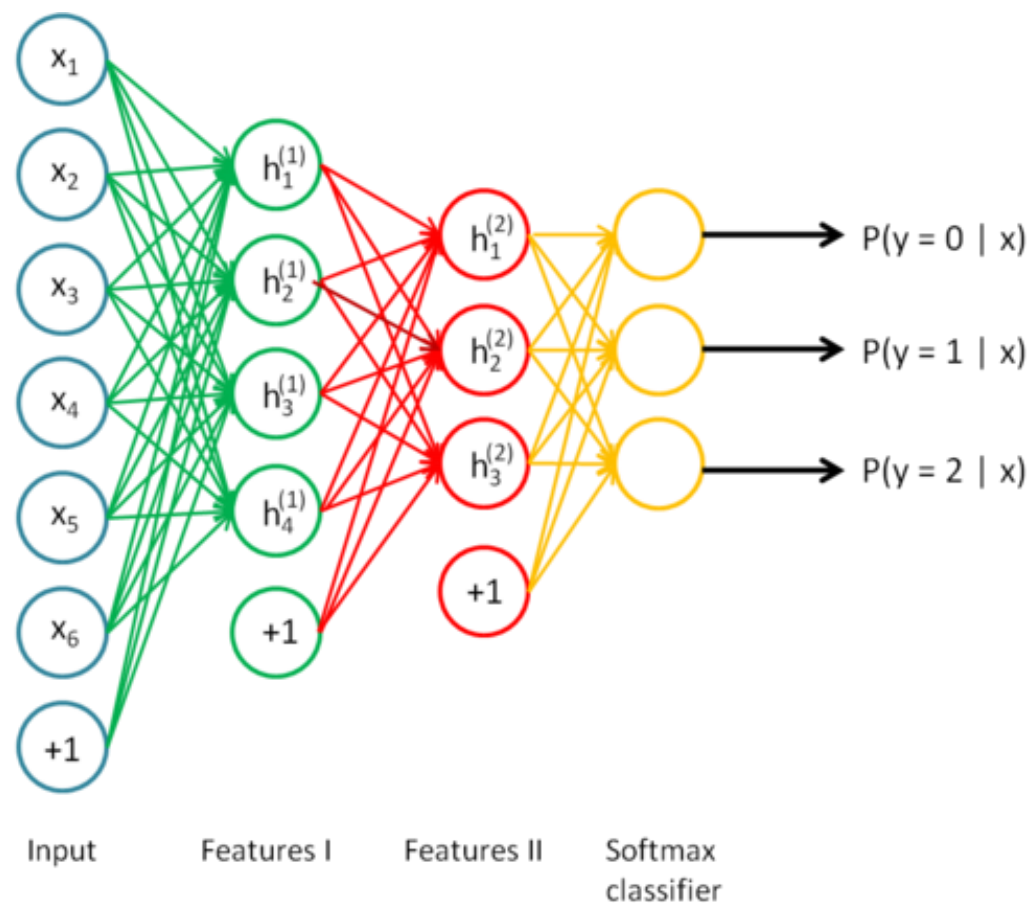 x₁
x₂
x₃
x₄
x₅
x₆
+1
h₁⁽¹⁾
h₂⁽¹⁾
h₃⁽¹⁾
h₄⁽¹⁾
+1
h₁⁽²⁾
h₂⁽²⁾
h₃⁽²⁾
+1
P(y = 0 | x)
P(y = 1 | x)
P(y = 2 | x)
Input
Features I
Features II
Softmax
classifier